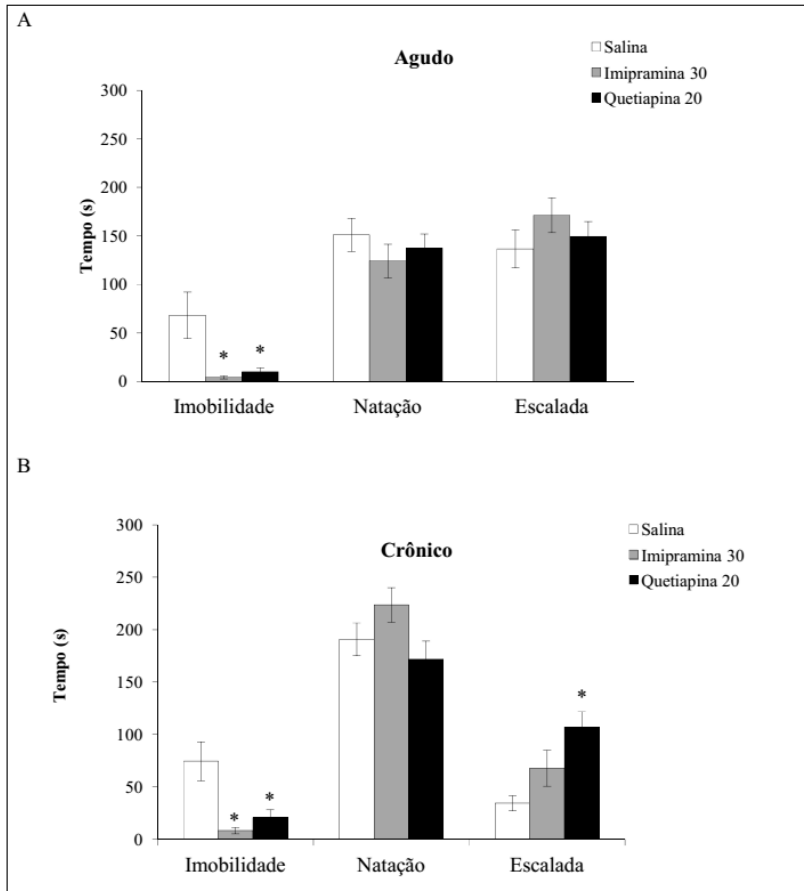 A
Agudo
Salina
Imipramina 30
Quetiapina 20
Tempo (s)
300
250
200
150
100
50
0
* *
Imobilidade Natação Escalada
B
Crônico
Salina
Imipramina 30
Quetiapina 20
Tempo (s)
300
250
200
150
100
50
0
* * *
Imobilidade Natação Escalada